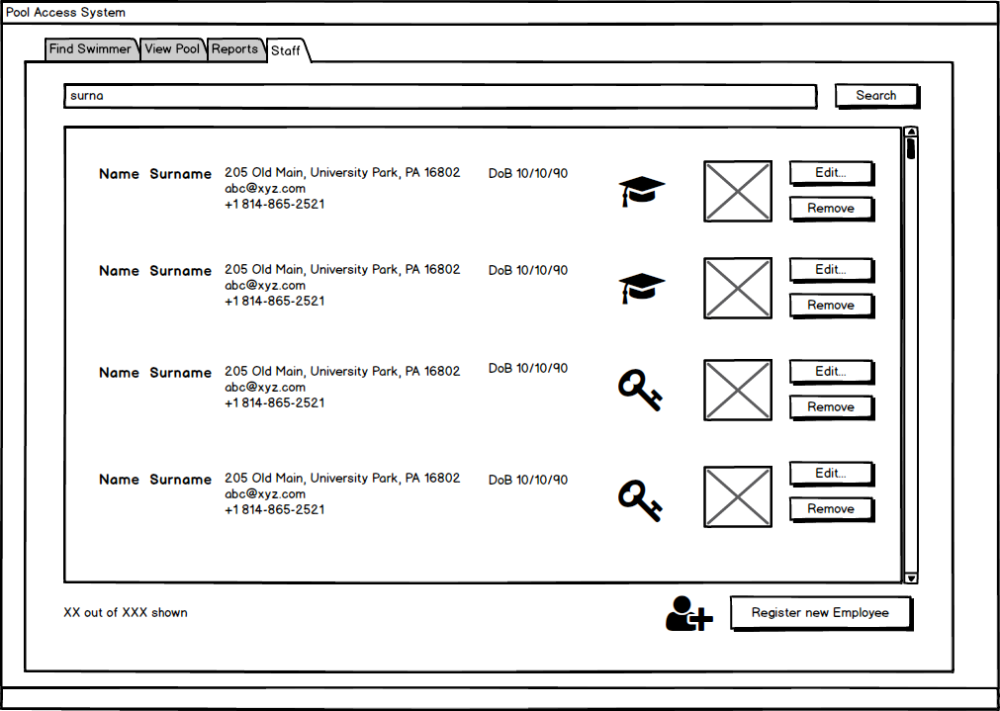 Pool Access System
Find Swimmer View Pool Reports Staff
surna Search
Name Surname 205 Old Main, University Park, PA 16802 DoB 10/10/90 Edit...
abc@xyz.com
+1 814-865-2521 Remove
Name Surname 205 Old Main, University Park, PA 16802 DoB 10/10/90 Edit...
abc@xyz.com
+1 814-865-2521 Remove
Name Surname 205 Old Main, University Park, PA 16802 DoB 10/10/90 Edit...
abc@xyz.com
+1 814-865-2521 Remove
Name Surname 205 Old Main, University Park, PA 16802 DoB 10/10/90 Edit...
abc@xyz.com
+1 814-865-2521 Remove
XX out of XXX shown Register new Employee